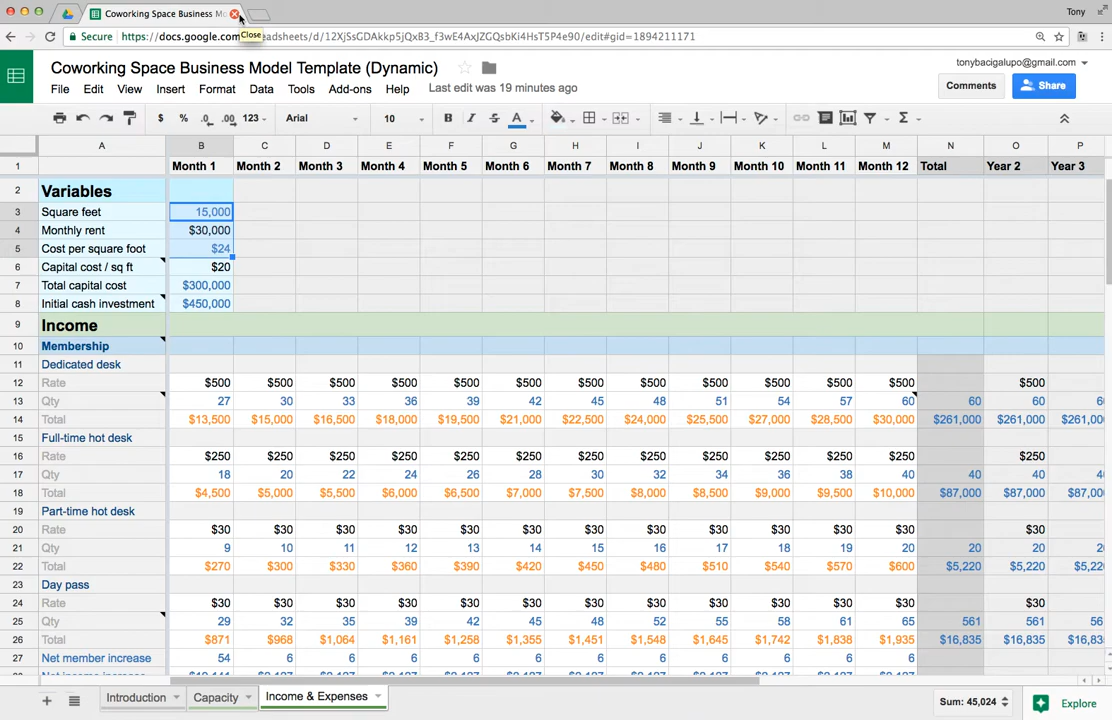 Coworking Space Business Mo
Tony
Close
Secure https://docs.google.com eadsheets/d/12XjSsGDAkkp5jQxB3_f3wE4AxJZGQsbKi4HsT5P4e90/edit#gid=1894211171
Coworking Space Business Model Template (Dynamic)
tonybacigalupo@gmail.com
File Edit View Insert Format Data Tools Add-ons Help Last edit was 19 minutes ago
Comments Share
$ % .0 .00 123 Arial 10 B I S A
A B C D E F G H I J K L M N O P
1 Month 1 Month 2 Month 3 Month 4 Month 5 Month 6 Month 7 Month 8 Month 9 Month 10 Month 11 Month 12 Total Year 2 Year 3
2 Variables
3 Square feet 15,000
4 Monthly rent $30,000
5 Cost per square foot $24
6 Capital cost / sq ft $20
7 Total capital cost $300,000
8 Initial cash investment $450,000
9 Income
10 Membership
11 Dedicated desk
12 Rate $500 $500 $500 $500 $500 $500 $500 $500 $500 $500 $500 $500 $500
13 Qty 27 30 33 36 39 42 45 48 51 54 57 60 60 60 6
14 Total $13,500 $15,000 $16,500 $18,000 $19,500 $21,000 $22,500 $24,000 $25,500 $27,000 $28,500 $30,000 $261,000 $261,000 $261,00
15 Full-time hot desk
16 Rate $250 $250 $250 $250 $250 $250 $250 $250 $250 $250 $250 $250 $250
17 Qty 18 20 22 24 26 28 30 32 34 36 38 40 40 40 4
18 Total $4,500 $5,000 $5,500 $6,000 $6,500 $7,000 $7,500 $8,000 $8,500 $9,000 $9,500 $10,000 $87,000 $87,000 $87,00
19 Part-time hot desk
20 Rate $30 $30 $30 $30 $30 $30 $30 $30 $30 $30 $30 $30 $30
21 Qty 9 10 11 12 13 14 15 16 17 18 19 20 20 20 2
22 Total $270 $300 $330 $360 $390 $420 $450 $480 $510 $540 $570 $600 $5,220 $5,220 $5,22
23 Day pass
24 Rate $30 $30 $30 $30 $30 $30 $30 $30 $30 $30 $30 $30 $30
25 Qty 29 32 35 39 42 45 48 52 55 58 61 65 561 561 56
26 Total $871 $968 $1,064 $1,161 $1,258 $1,355 $1,451 $1,548 $1,645 $1,742 $1,838 $1,935 $16,835 $16,835 $16,83
27 Net member increase 54 6 6 6 6 6 6 6 6 6 6 6
Introduction Capacity Income & Expenses Sum: 45,024 Explore